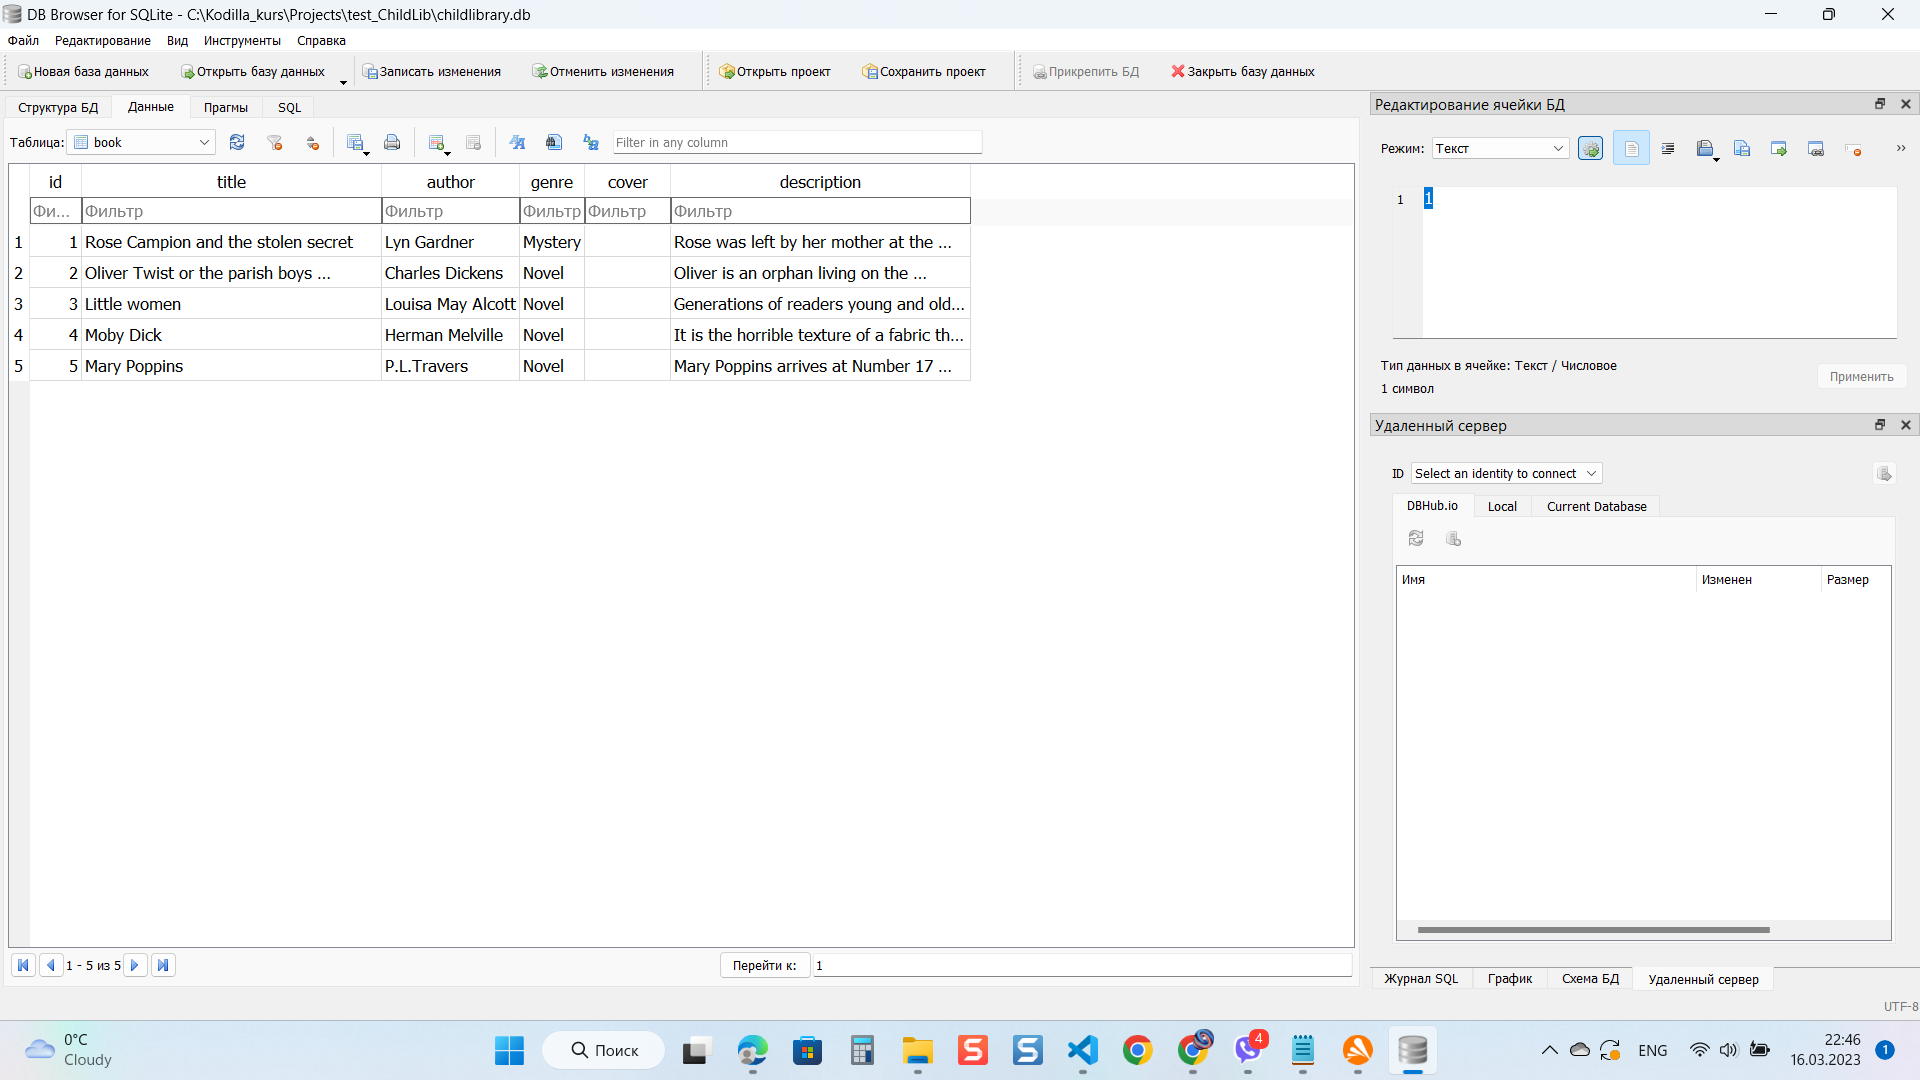 DB Browser for SQLite - C:\Kodilla_kurs\Projects\test_ChildLib\childlibrary.db
Файл Редактирование Вид Инструменты Справка
Новая база данных Открыть базу данных Записать изменения Отменить изменения Открыть проект Сохранить проект Прикрепить БД Закрыть базу данных
Структура БД Данные Прагмы SQL
Таблица: book Filter in any column
id title author genre cover description
Фи... Фильтр Фильтр Фильтр Фильтр Фильтр
1 1 Rose Campion and the stolen secret Lyn Gardner Mystery Rose was left by her mother at the ...
2 2 Oliver Twist or the parish boys ... Charles Dickens Novel Oliver is an orphan living on the ...
3 3 Little women Louisa May Alcott Novel Generations of readers young and old...
4 4 Moby Dick Herman Melville Novel It is the horrible texture of a fabric th...
5 5 Mary Poppins P.L.Travers Novel Mary Poppins arrives at Number 17 ...
1 - 5 из 5 Перейти к: 1
Редактирование ячейки БД
Режим: Текст
1 1
Тип данных в ячейке: Текст / Числовое
1 символ
Применить
Удаленный сервер
ID Select an identity to connect
DBHub.io Local Current Database
Имя Изменен Размер
Журнал SQL График Схема БД Удаленный сервер
UTF-8
0°C
Cloudy
Поиск
4
ENG
22:46
16.03.2023
1